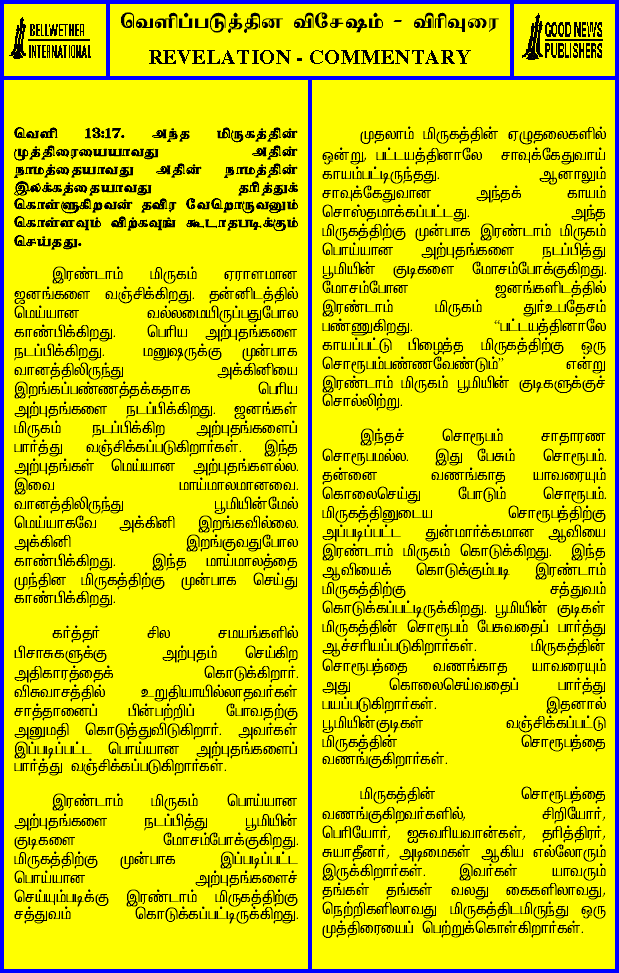 BELLWETHER
INTERNATIONAL
வெளிப்படுத்தின விசேஷம் - விரிவுரை
REVELATION - COMMENTARY
GOOD NEWS
PUBLISHERS
வெளி 13:17. அந்த மிருகத்தின்
முத்திரையையாவது அதின்
நாமத்தையாவது அதின் நாமத்தின்
இலக்கத்தையாவது தரித்துக்
கொள்ளுகிறவன் தவிர வேறொருவனும்
கொள்ளவும் விற்கவுங் கூடாதபடிக்கும்
செய்தது.
இரண்டாம் மிருகம் ஏராளமான
ஜனங்களை வஞ்சிக்கிறது. தன்னிடத்தில்
மெய்யான வல்லமையிருப்பதுபோல
காண்பிக்கிறது. பெரிய அற்புதங்களை
நடப்பிக்கிறது. மனுஷருக்கு முன்பாக
வானத்திலிருந்து அக்கினியை
இறங்கப்பண்ணத்தக்கதாக பெரிய
அற்புதங்களை நடப்பிக்கிறது. ஜனங்கள்
மிருகம் நடப்பிக்கிற அற்புதங்களைப்
பார்த்து வஞ்சிக்கப்படுகிறார்கள். இந்த
அற்புதங்கள் மெய்யான அற்புதங்களல்ல.
இவை மாய்மாலமானவை.
வானத்திலிருந்து பூமியின்மேல்
மெய்யாகவே அக்கினி இறங்கவில்லை.
அக்கினி இறங்குவதுபோல
காண்பிக்கிறது. இந்த மாய்மாலத்தை
முந்தின மிருகத்திற்கு முன்பாக செய்து
காண்பிக்கிறது.
கர்த்தர் சில சமயங்களில்
பிசாசுகளுக்கு அற்புதம் செய்கிற
அதிகாரத்தைக் கொடுக்கிறார்.
விசுவாசத்தில் உறுதியாயில்லாதவர்கள்
சாத்தானைப் பின்பற்றிப் போவதற்கு
அனுமதி கொடுத்துவிடுகிறார். அவர்கள்
இப்படிப்பட்ட பொய்யான அற்புதங்களைப்
பார்த்து வஞ்சிக்கப்படுகிறார்கள்.
இரண்டாம் மிருகம் பொய்யான
அற்புதங்களை நடப்பித்து பூமியின்
குடிகளை மோசம்போக்குகிறது.
மிருகத்திற்கு முன்பாக இப்படிப்பட்ட
பொய்யான அற்புதங்களைச்
செய்யும்படிக்கு இரண்டாம் மிருகத்திற்கு
சத்துவம் கொடுக்கப்பட்டிருக்கிறது.
முதலாம் மிருகத்தின் ஏழுதலைகளில்
ஒன்று, பட்டயத்தினாலே சாவுக்கேதுவாய்
காயம்பட்டிருந்தது. ஆனாலும்
சாவுக்கேதுவான அந்தக் காயம்
சொஸ்தமாக்கப்பட்டது. அந்த
மிருகத்திற்கு முன்பாக இரண்டாம் மிருகம்
பொய்யான அற்புதங்களை நடப்பித்து
பூமியின் குடிகளை மோசம்போக்குகிறது.
மோசம்போன ஜனங்களிடத்தில்
இரண்டாம் மிருகம் துர்உபதேசம்
பண்ணுகிறது. “பட்டயத்தினாலே
காயப்பட்டு பிழைத்த மிருகத்திற்கு ஒரு
சொரூபம்பண்ணவேண்டும்” என்று
இரண்டாம் மிருகம் பூமியின் குடிகளுக்குச்
சொல்லிற்று.
இந்தச் சொரூபம் சாதாரண
சொரூபமல்ல. இது பேசும் சொரூபம்.
தன்னை வணங்காத யாவரையும்
கொலைசெய்து போடும் சொரூபம்.
மிருகத்தினுடைய சொரூபத்திற்கு
அப்படிப்பட்ட துன்மார்க்கமான ஆவியை
இரண்டாம் மிருகம் கொடுக்கிறது. இந்த
ஆவியைக் கொடுக்கும்படி இரண்டாம்
மிருகத்திற்கு சத்துவம்
கொடுக்கப்பட்டிருக்கிறது. பூமியின் குடிகள்
மிருகத்தின் சொரூபம் பேசுவதைப் பார்த்து
ஆச்சரியப்படுகிறார்கள். மிருகத்தின்
சொரூபத்தை வணங்காத யாவரையும்
அது கொலைசெய்வதைப் பார்த்து
பயப்படுகிறார்கள். இதனால்
பூமியின்குடிகள் வஞ்சிக்கப்பட்டு
மிருகத்தின் சொரூபத்தை
வணங்குகிறார்கள்.
மிருகத்தின் சொரூபத்தை
வணங்குகிறவர்களில், சிறியோர்,
பெரியோர், ஐசுவரியவான்கள், தரித்திரர்,
சுயாதீனர், அடிமைகள் ஆகிய எல்லோரும்
இருக்கிறார்கள். இவர்கள் யாவரும்
தங்கள் தங்கள் வலது கைகளிலாவது,
நெற்றிகளிலாவது மிருகத்திடமிருந்து ஒரு
முத்திரையைப் பெற்றுக்கொள்கிறார்கள்.